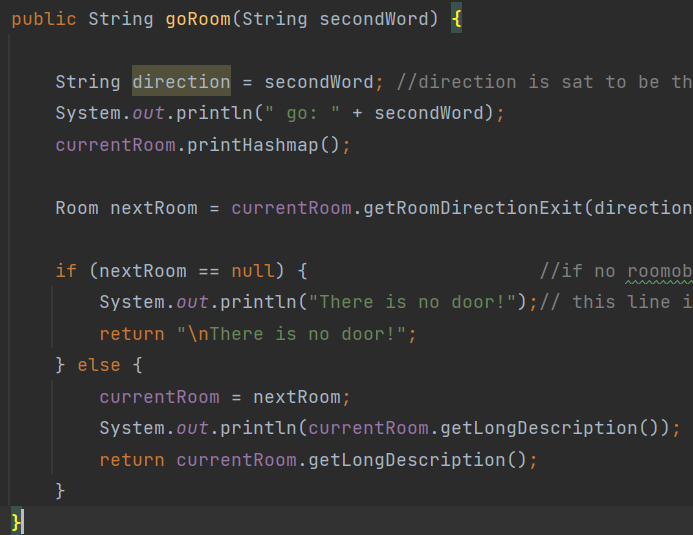 public String goRoom(String secondWord) {
String direction = secondWord; //direction is sat to be th
System.out.println(" go: " + secondWord);
currentRoom.printHashmap();
Room nextRoom = currentRoom.getRoomDirectionExit(direction
if (nextRoom == null) { //if no roomob
System.out.println("There is no door!");// this line i
return "\nThere is no door!";
} else {
currentRoom = nextRoom;
System.out.println(currentRoom.getLongDescription());
return currentRoom.getLongDescription();
}
}